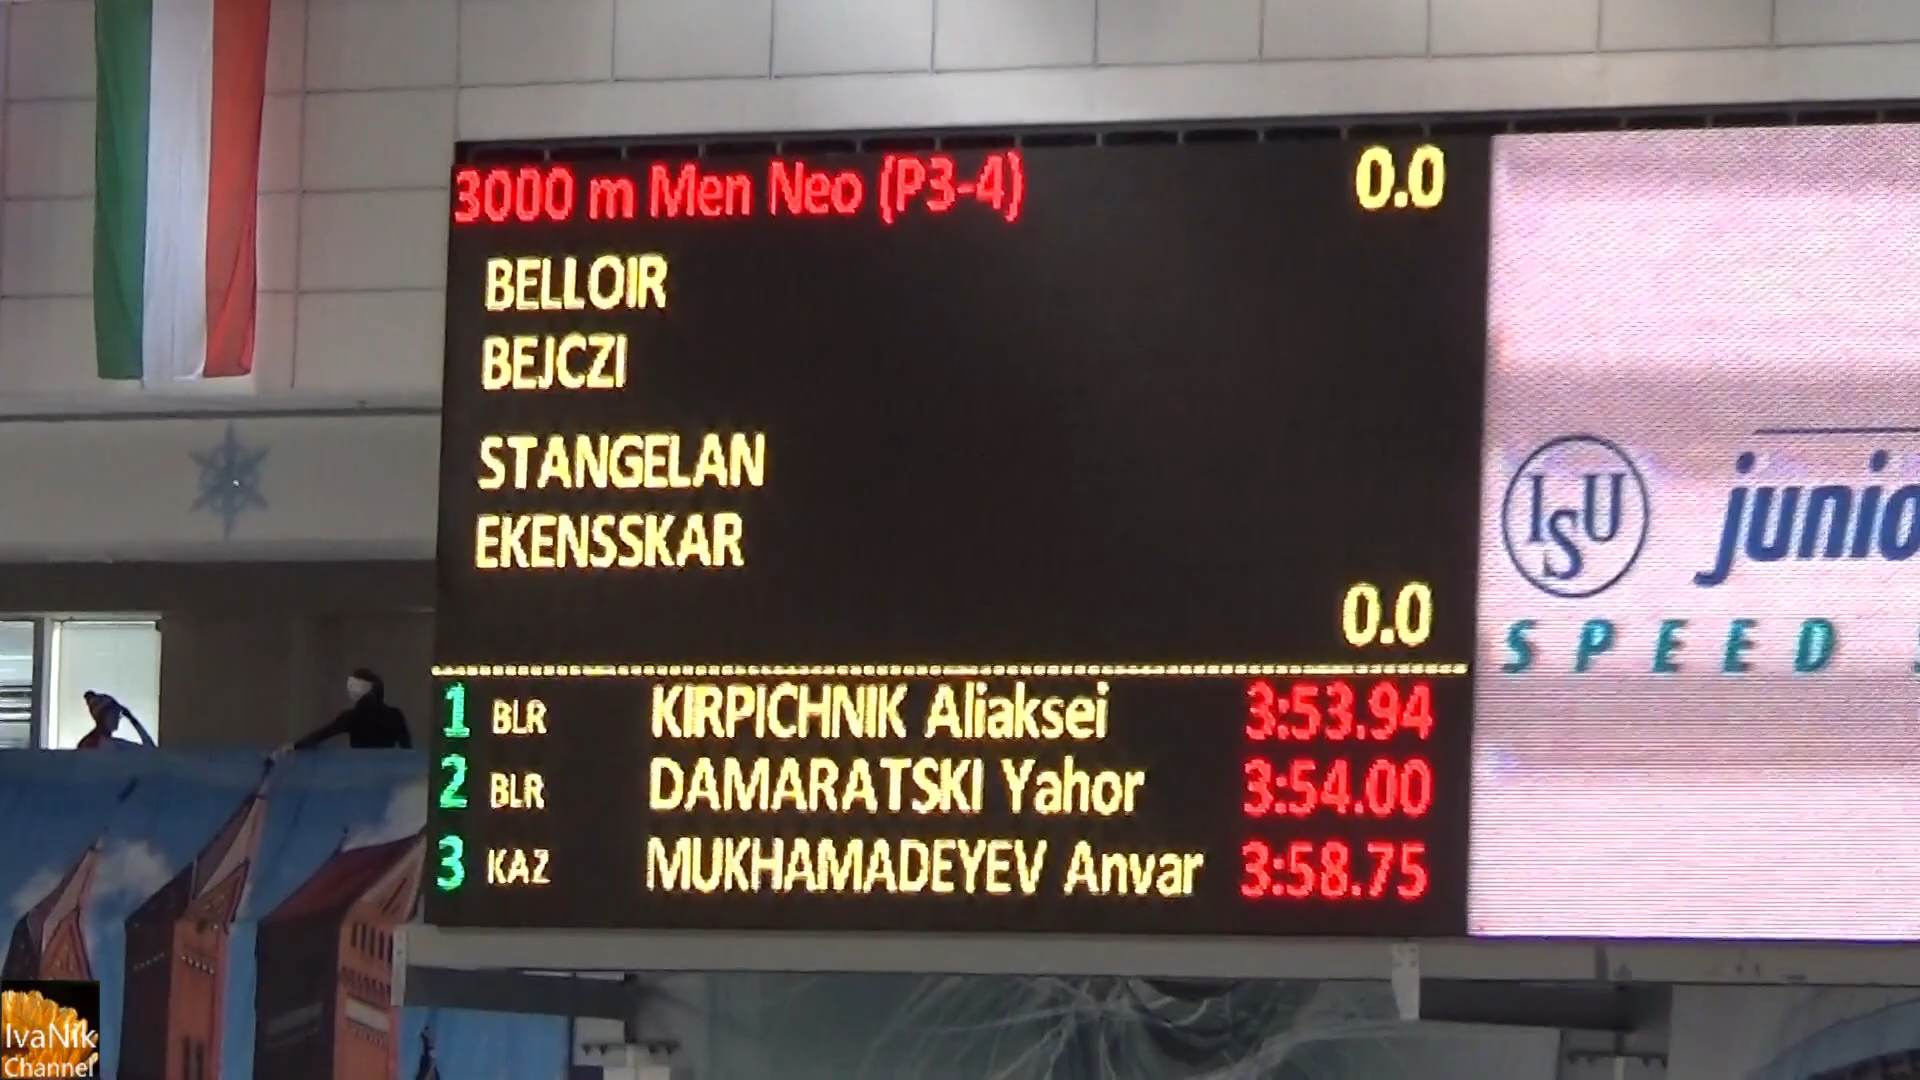 3000 m Men Neo (P3-4) 0.0
BELLOIR
BEJCZI
STANGELAN
EKENSSKAR
0.0
1 BLR KIRPICHNIK Aliaksei 3:53.94
2 BLR DAMARATSKI Yahor 3:54.00
3 KAZ MUKHAMADEYEV Anvar 3:58.75
ISU junio
SPEED
IvaNik
Channel